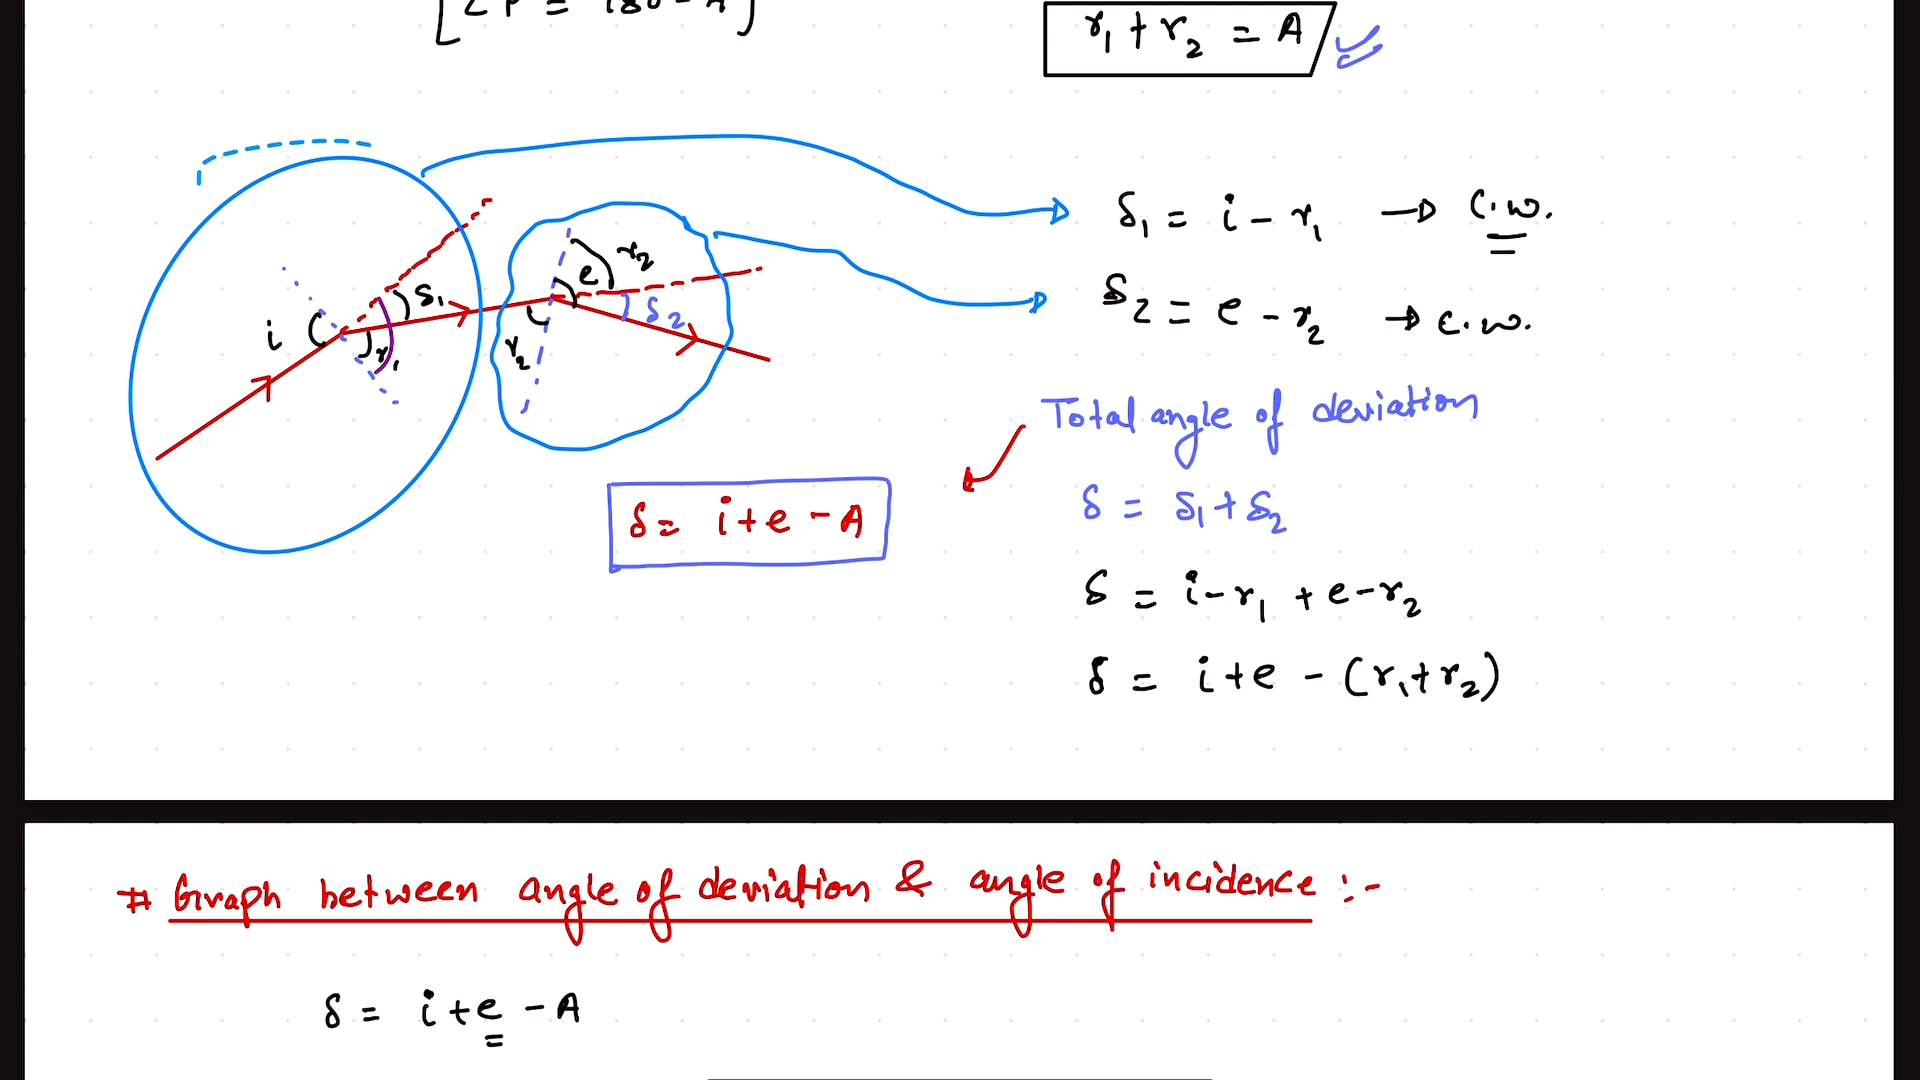 [∠P = 180 - A]
r₁ + r₂ = A
δ₁ = i - r₁ → C.W.
δ₂ = e - r₂ → C.W.
i
r₁
δ₁
r₂
e
r₂
δ₂
Total angle of deviation
δ = δ₁ + δ₂
δ = i + e - A
δ = i - r₁ + e - r₂
δ = i + e - (r₁ + r₂)
# Graph between angle of deviation & angle of incidence :-
δ = i + e - A